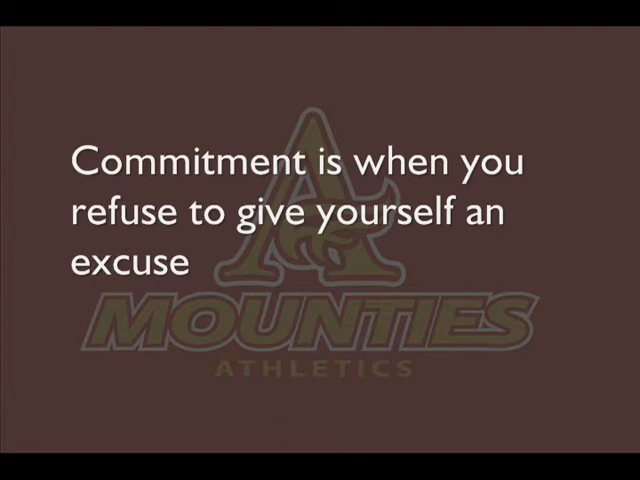 Commitment is when you
refuse to give yourself an
excuse
A
MOUNTIES
ATHLETICS